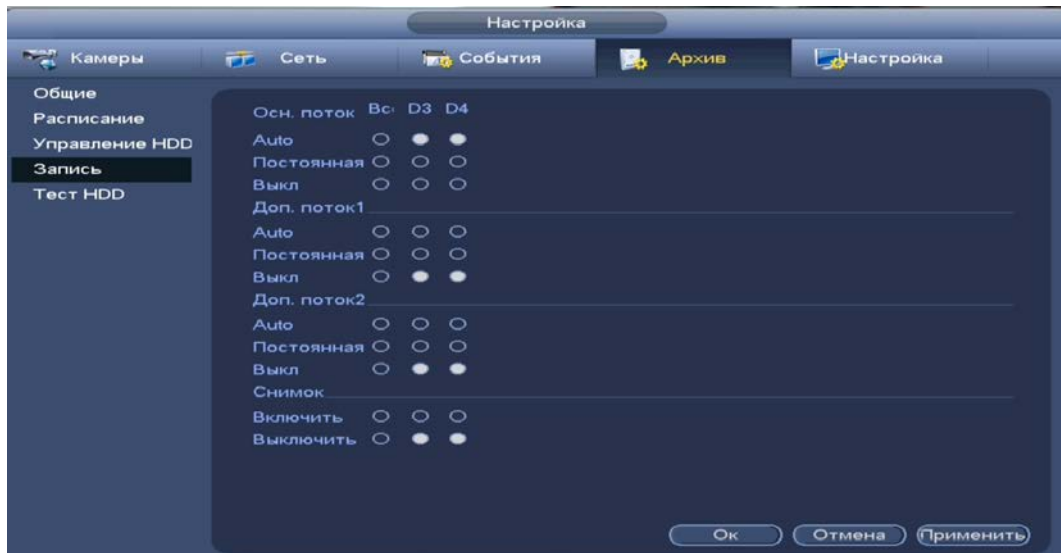 Настройка
Камеры Сеть События Архив Настройка
Общие
Расписание
Управление HDD
Запись
Тест HDD
Осн. поток Вс D3 D4
Auto
Постоянная
Выкл
Доп. поток1
Auto
Постоянная
Выкл
Доп. поток2
Auto
Постоянная
Выкл
Снимок
Включить
Выключить
Ок Отмена Применить